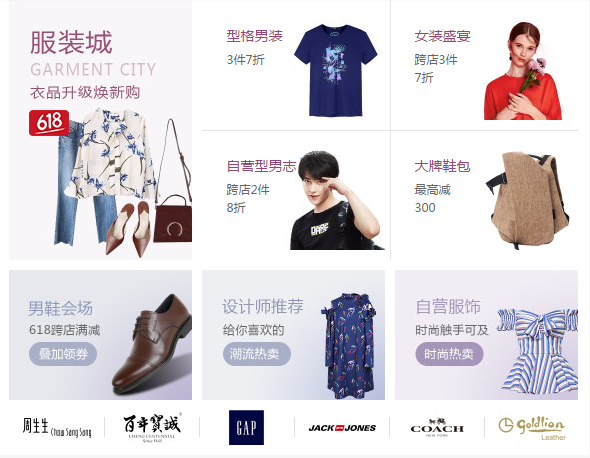 服装城
GARMENT CITY
衣品升级焕新购
618
型格男装
3件7折
女装盛宴
跨店3件
7折
自营型男志
跨店2件
8折
大牌鞋包
最高减
300
男鞋会场
618跨店满减
叠加领券
设计师推荐
给你喜欢的
潮流热卖
自营服饰
时尚触手可及
时尚热卖
周生生 Chow Sang Sang
百年寶誠
CHENG CENTENNIAL
Since 1848
GAP
JACK JONES
COACH
NEW YORK
Goldlion
Leather